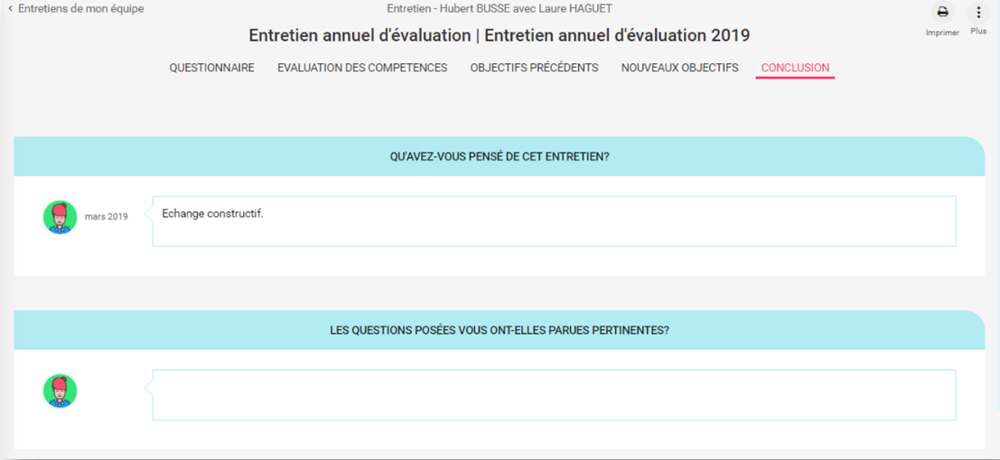 ‹ Entretiens de mon équipe
Entretien - Hubert BUSSE avec Laure HAGUET
Imprimer
Plus
Entretien annuel d'évaluation | Entretien annuel d'évaluation 2019
QUESTIONNAIRE EVALUATION DES COMPETENCES OBJECTIFS PRÉCÉDENTS NOUVEAUX OBJECTIFS CONCLUSION
QU'AVEZ-VOUS PENSÉ DE CET ENTRETIEN?
mars 2019
Echange constructif.
LES QUESTIONS POSÉES VOUS ONT-ELLES PARUES PERTINENTES?